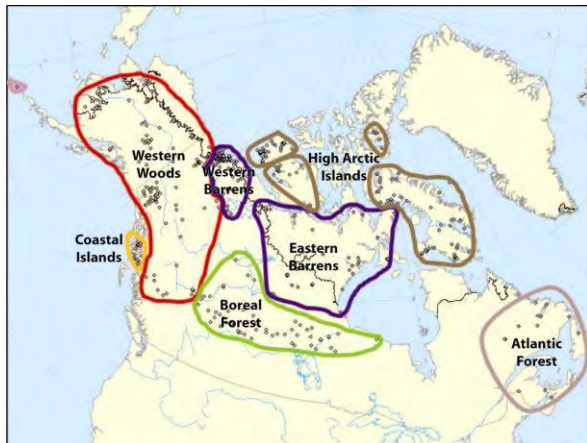 Western
Woods
Western
Barrens
High Arctic
Islands
Coastal
Islands
Eastern
Barrens
Boreal
Forest
Atlantic
Forest